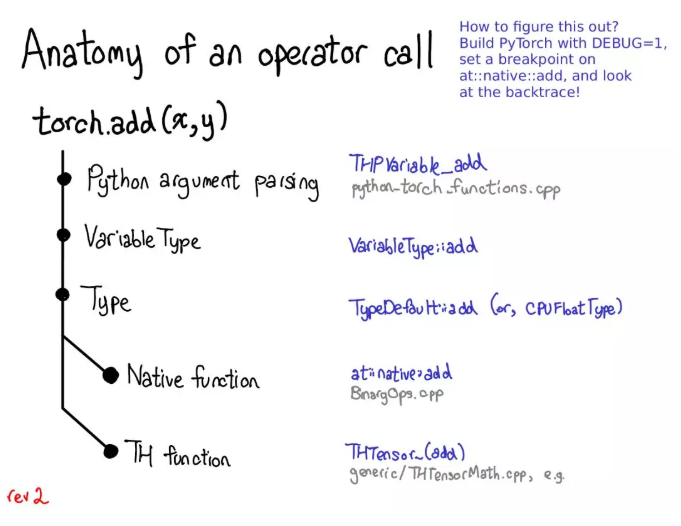 Anatomy of an operator call
How to figure this out?
Build PyTorch with DEBUG=1,
set a breakpoint on
at::native::add, and look
at the backtrace!
torch.add(x,y)
Python argument parsing
THPVariable_add
python_torch_functions.cpp
VariableType
VariableType::add
Type
TypeDefault::add (or, CPUFloatType)
Native function
at::native::add
BinaryOps.cpp
TH function
THTensor_(add)
generic/THTensorMath.cpp, e.g.
rev 2